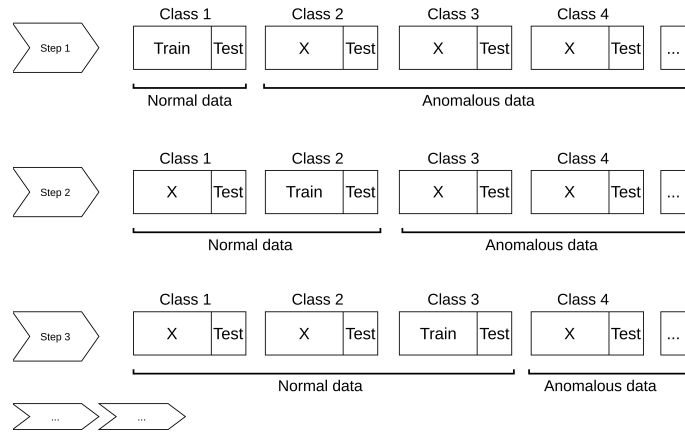 Class 1 Class 2 Class 3 Class 4
Step 1 Train Test X Test X Test X Test ...
Normal data Anomalous data
Class 1 Class 2 Class 3 Class 4
Step 2 X Test Train Test X Test X Test ...
Normal data Anomalous data
Class 1 Class 2 Class 3 Class 4
Step 3 X Test X Test Train Test X Test ...
Normal data Anomalous data
... ...